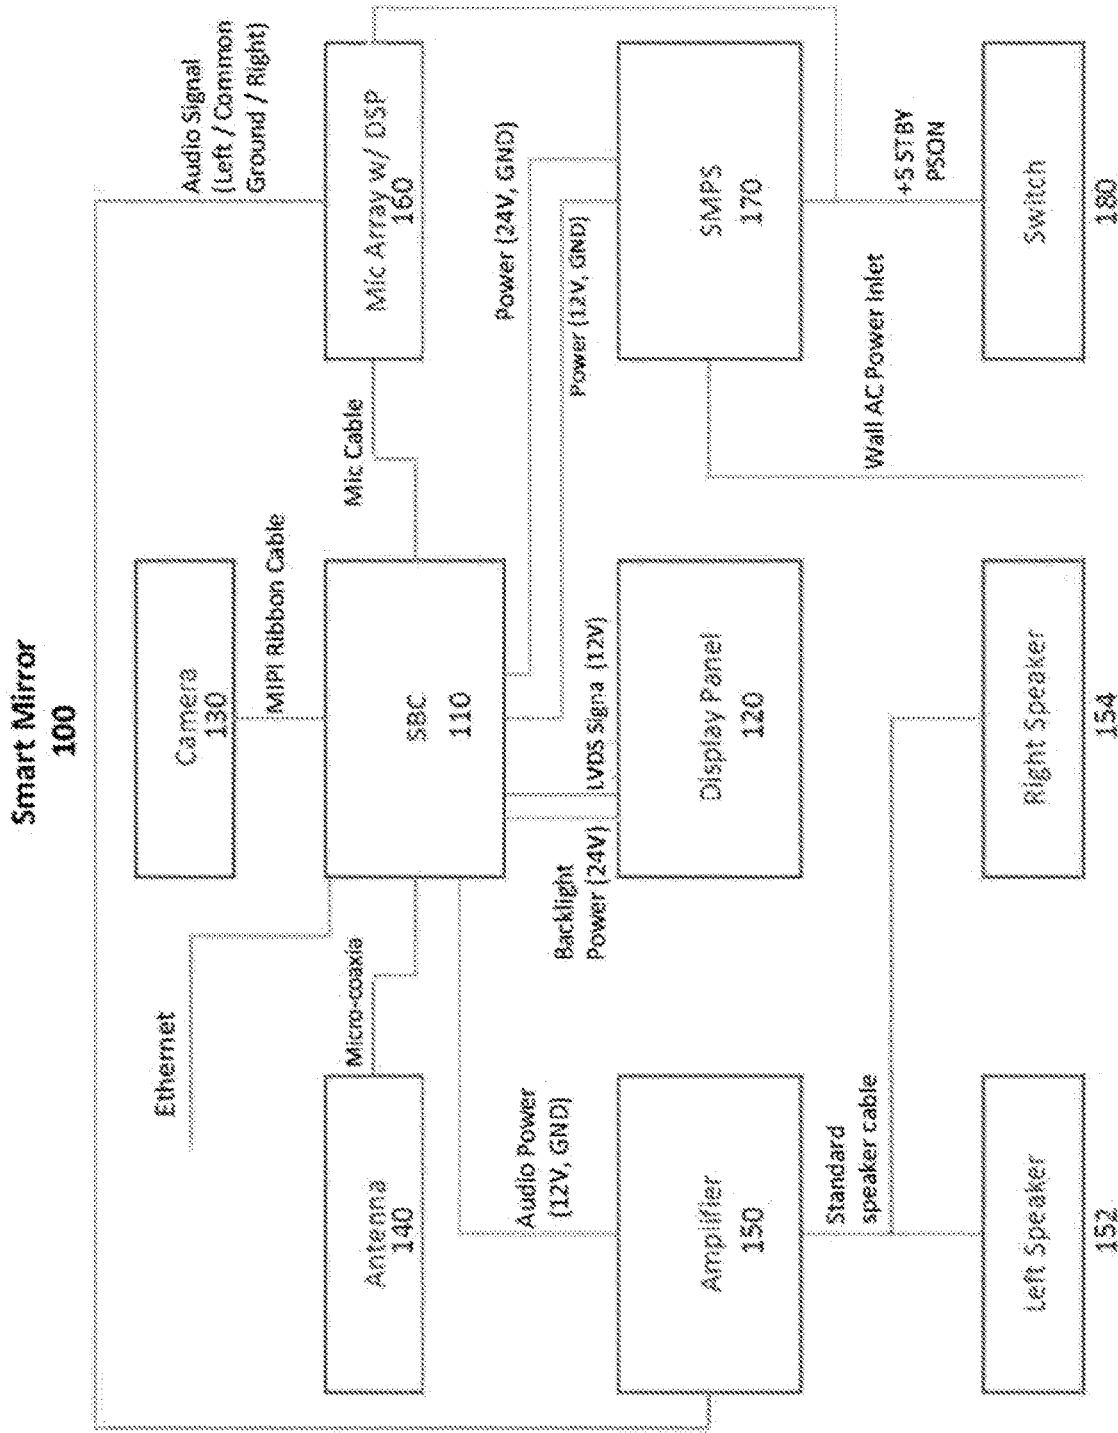 Smart Mirror
100
Ethernet
Camera
130
MIPI Ribbon Cable
Audio Signal
(Left / Common
Ground / Right)
Antenna
140
Micro-coaxia
SBC
110
Mic Cable
Mic Array w/ DSP
160
Audio Power
(12V, GND)
Backlight
Power (24V)
LVDS Signa (12V)
Power (24V, GND)
Power (12V, GND)
Amplifier
150
Display Panel
120
SMPS
170
Standard
speaker cable
Wall AC Power Inlet
+5 STBY
PSON
Left Speaker
152
Right Speaker
154
Switch
180